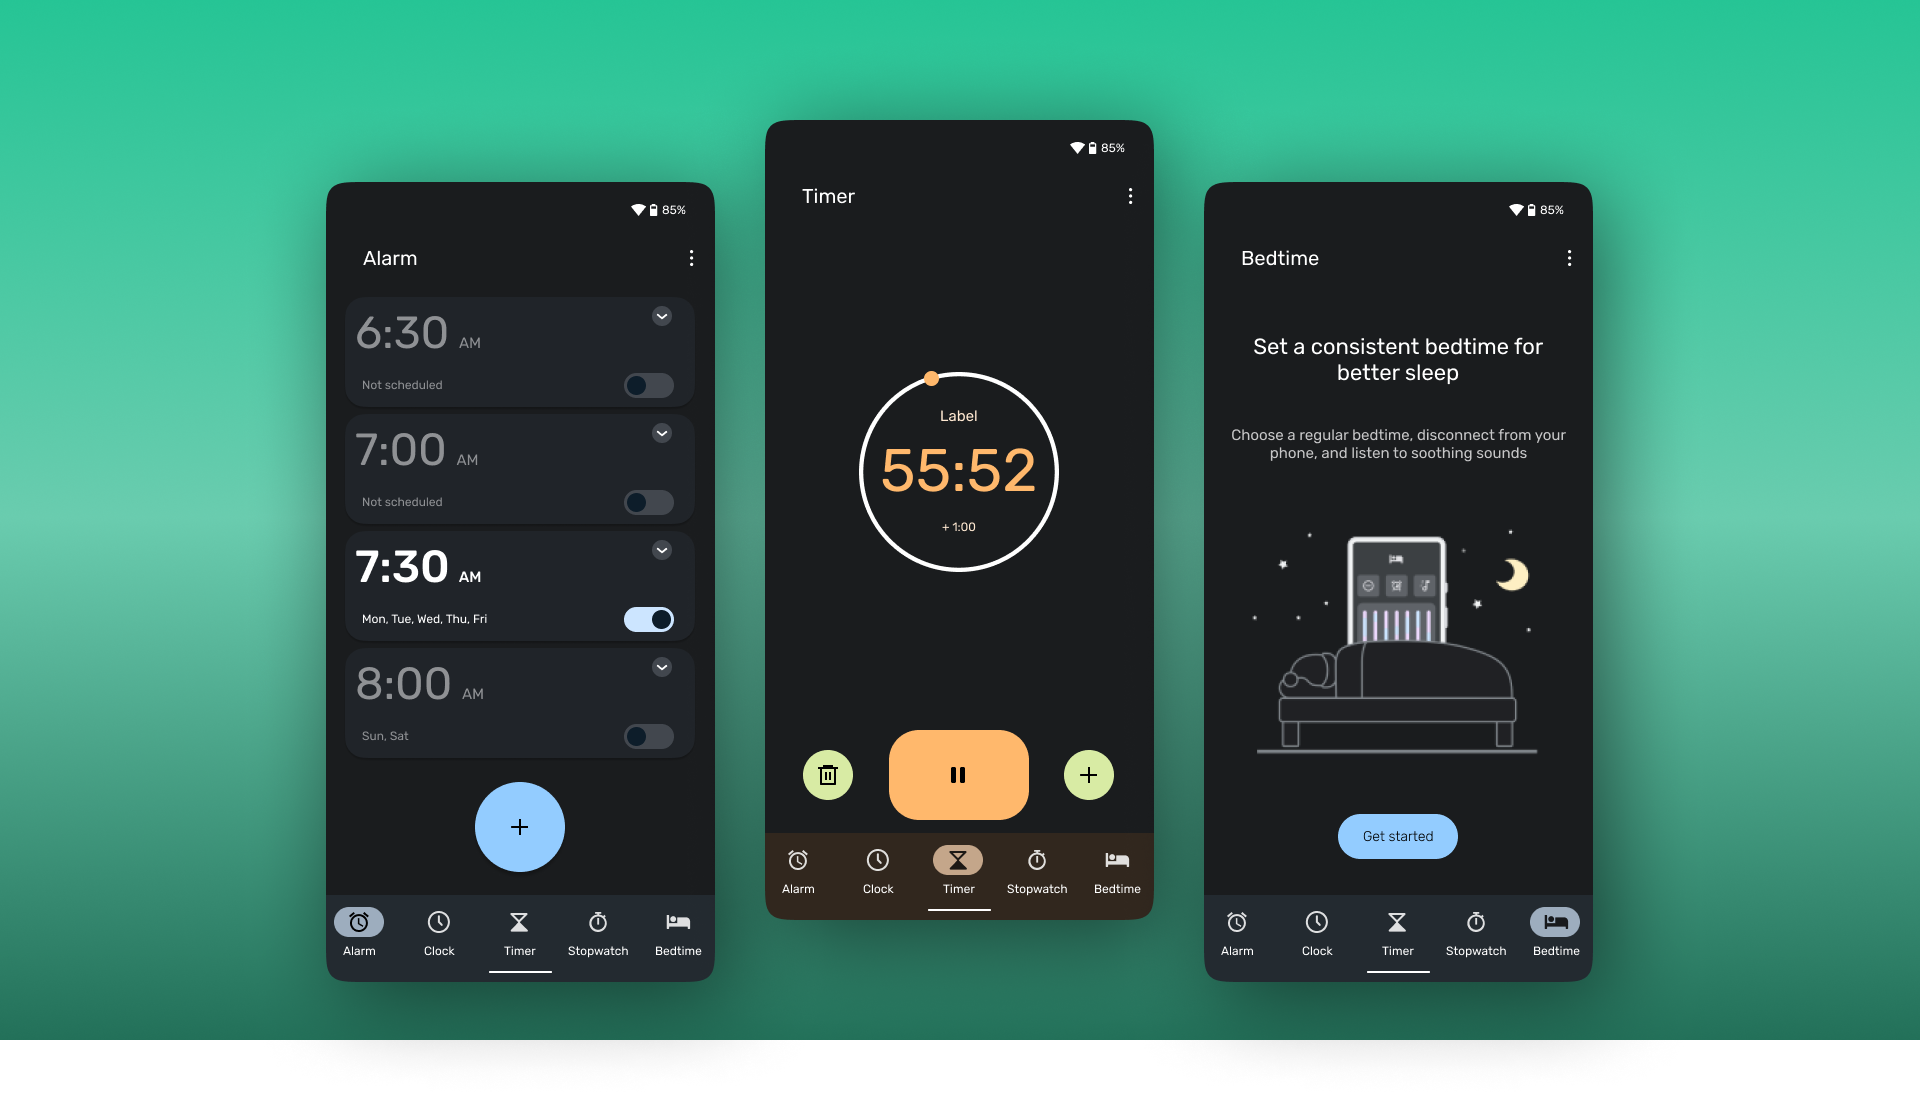 85%
Alarm
6:30 AM
Not scheduled
7:00 AM
Not scheduled
7:30 AM
Mon, Tue, Wed, Thu, Fri
8:00 AM
Sun, Sat
Alarm Clock Timer Stopwatch Bedtime
85%
Timer
Label
55:52
+ 1:00
Alarm Clock Timer Stopwatch Bedtime
85%
Bedtime
Set a consistent bedtime for
better sleep
Choose a regular bedtime, disconnect from your
phone, and listen to soothing sounds
Get started
Alarm Clock Timer Stopwatch Bedtime